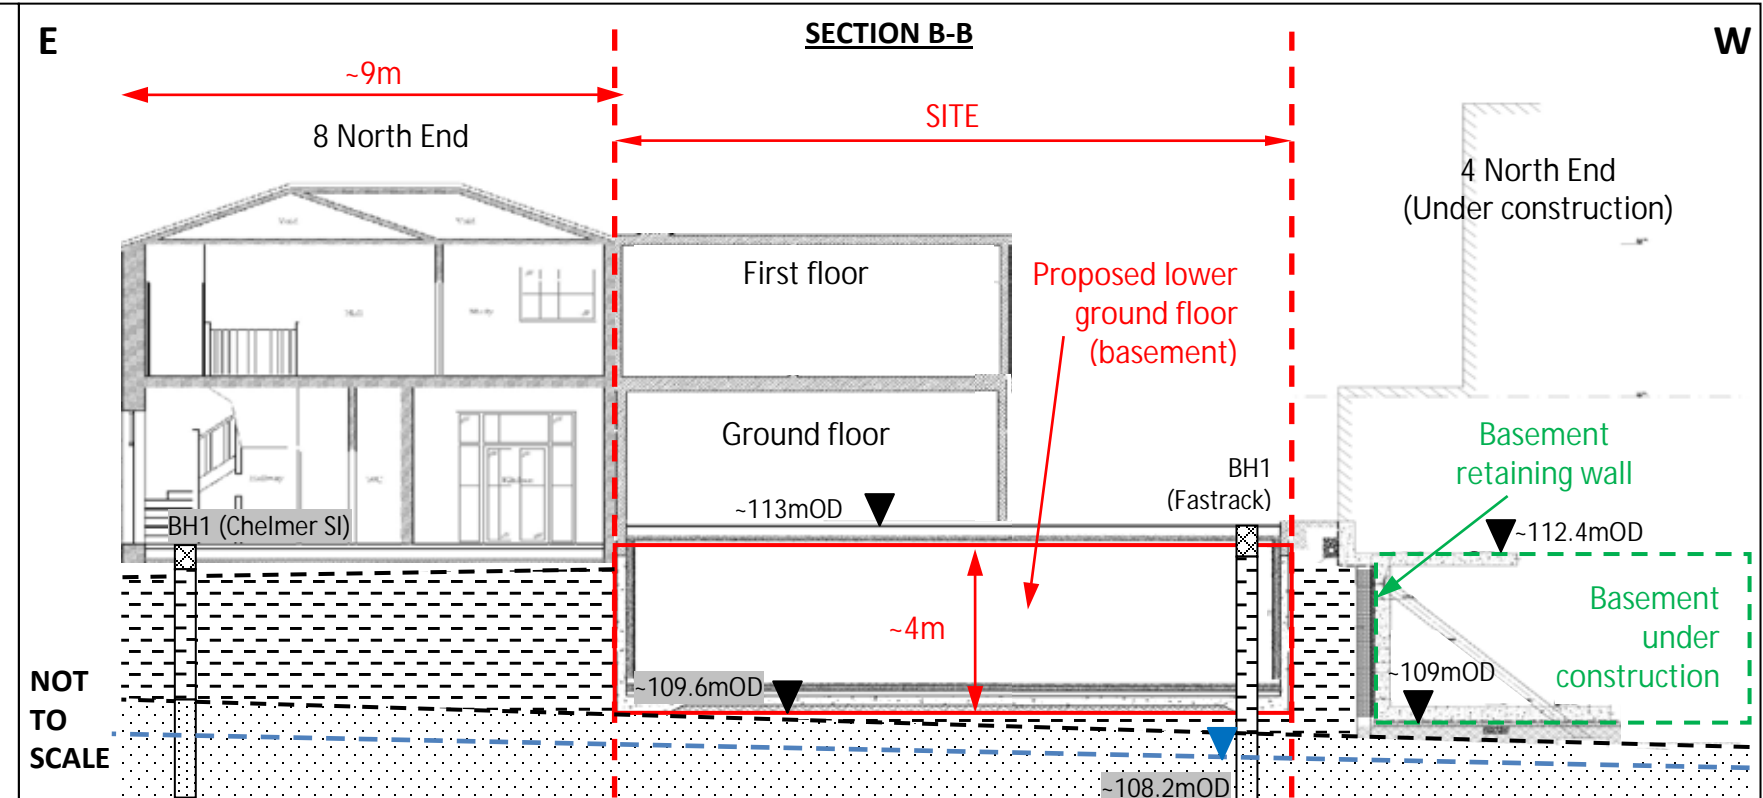 E
SECTION B-B
W
~9m
SITE
8 North End
4 North End
(Under construction)
First floor
Proposed lower
ground floor
(basement)
Ground floor
Basement
retaining wall
BH1
(Fastrack)
~113mOD
BH1 (Chelmer SI)
~112.4mOD
Basement
under
construction
~4m
~109.6mOD
~109mOD
NOT
TO
SCALE
~108.2mOD